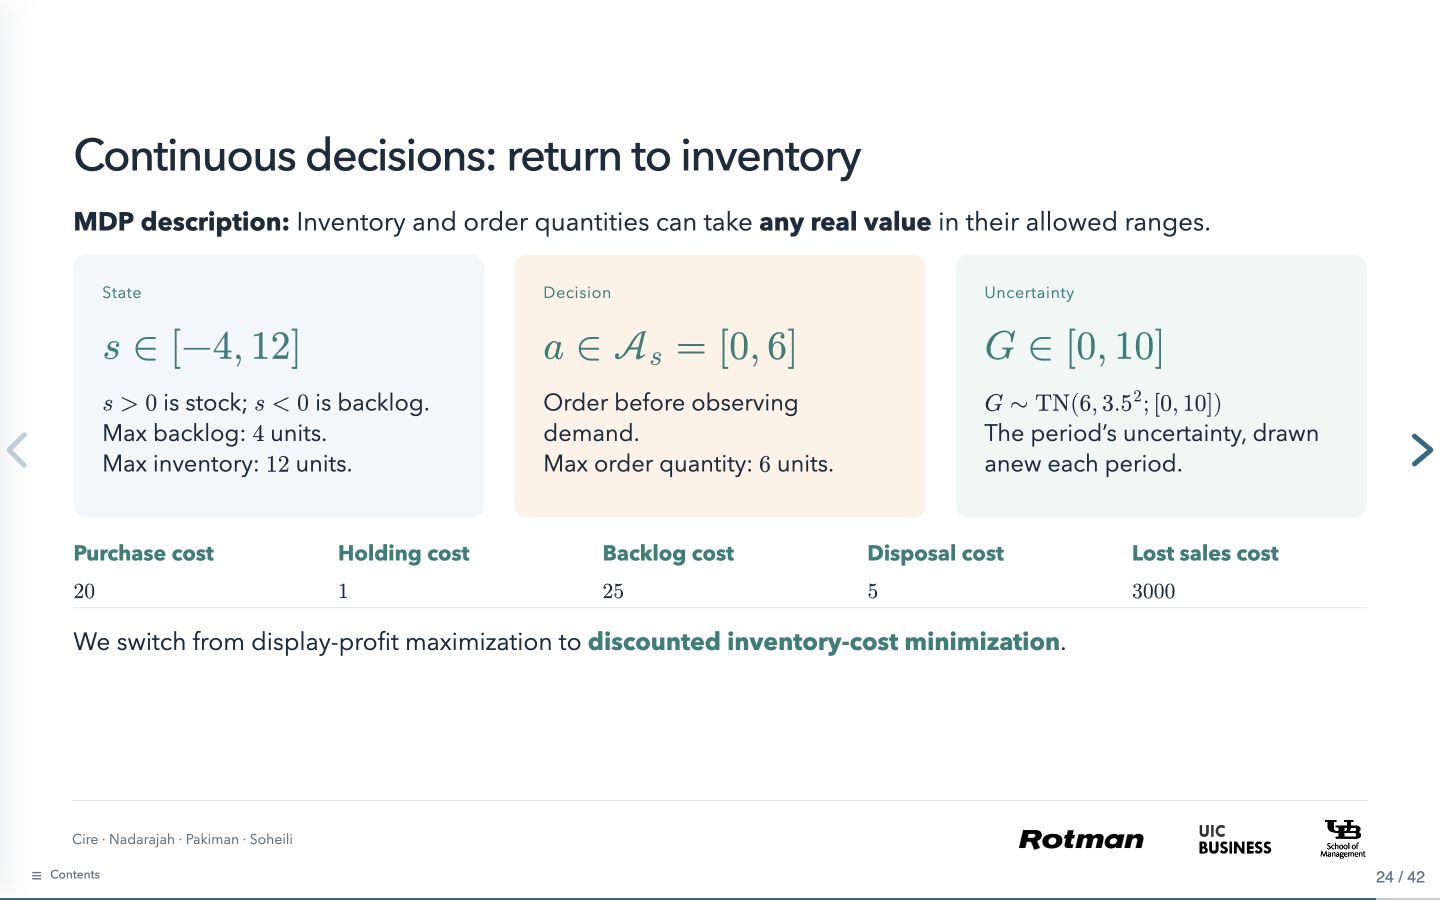 Continuous decisions: return to inventory
MDP description: Inventory and order quantities can take any real value in their allowed ranges.
State
s ∈ [−4, 12]
s > 0 is stock; s < 0 is backlog.
Max backlog: 4 units.
Max inventory: 12 units.
Decision
a ∈ 𝒜ₛ = [0, 6]
Order before observing
demand.
Max order quantity: 6 units.
Uncertainty
G ∈ [0, 10]
G ∼ TN(6, 3.5²; [0, 10])
The period’s uncertainty, drawn
anew each period.
Purchase cost
20
Holding cost
1
Backlog cost
25
Disposal cost
5
Lost sales cost
3000
We switch from display-profit maximization to discounted inventory-cost minimization.
Cire · Nadarajah · Pakiman · Soheili
Rotman
UIC
BUSINESS
UB
School of
Management
≡ Contents
24 / 42